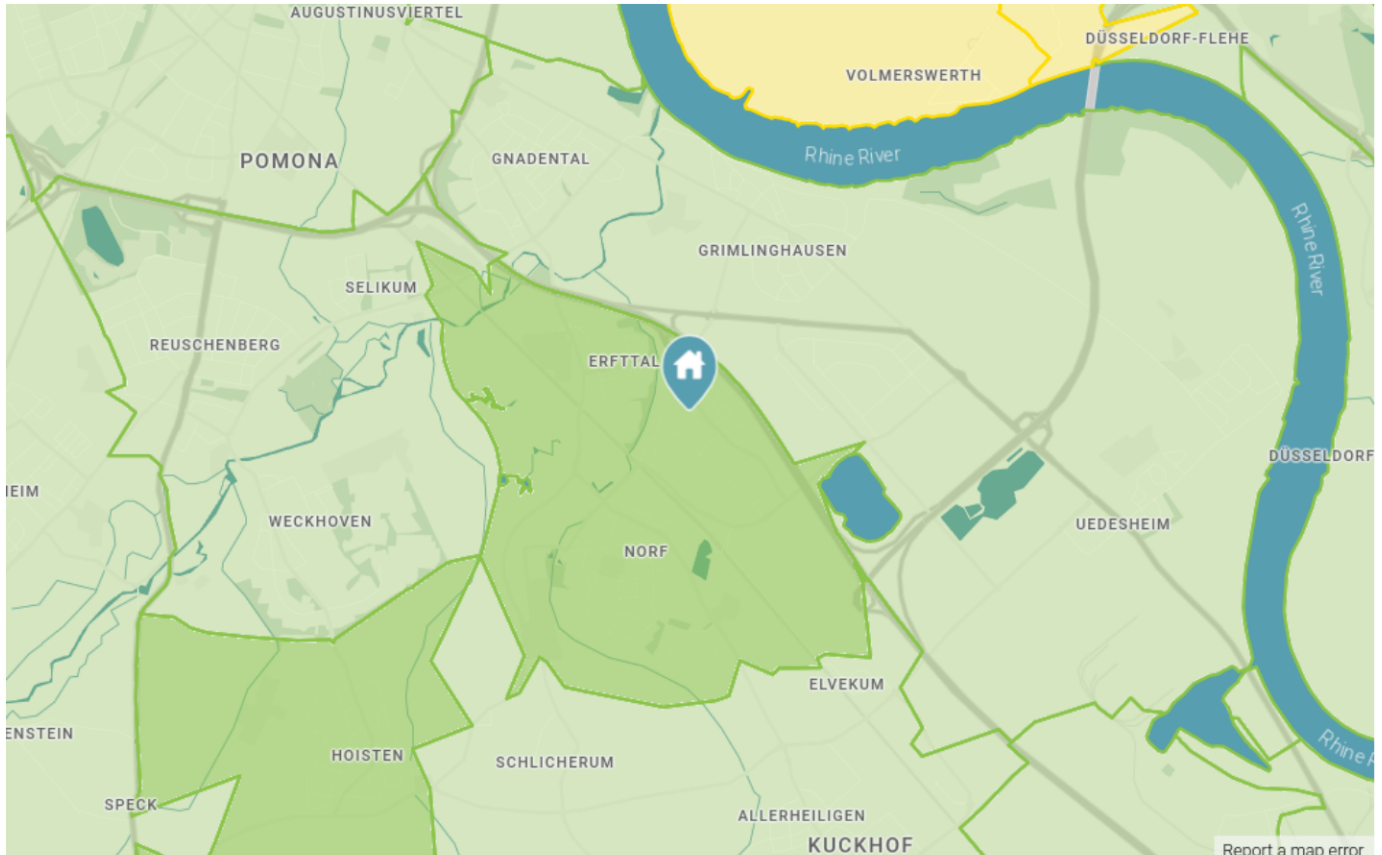 AUGUSTINUSVIERTEL
DÜSSELDORF-FLEHE
VOLMERSWERTH
Rhine River
POMONA
GNADENTAL
Rhine River
GRIMLINGHAUSEN
SELIKUM
REUSCHENBERG
ERFTTAL
DÜSSELDORF
HEIM
WECKHOVEN
UEDESHEIM
NORF
ELVEKUM
ENSTEIN
HOISTEN
SCHLICHERUM
Rhine R
SPECK
ALLERHEILIGEN
KUCKHOF
Report a map error